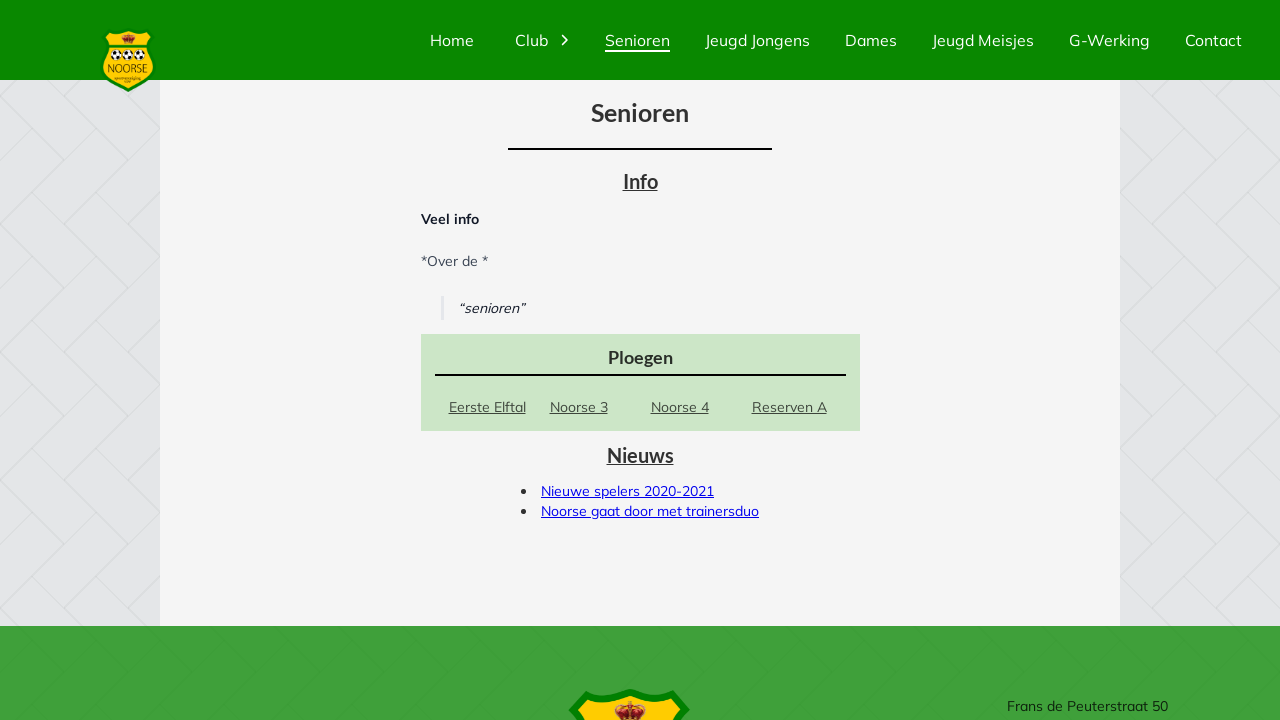 NOORSE
Home
Club
Senioren
Jeugd Jongens
Dames
Jeugd Meisjes
G-Werking
Contact
Senioren
Info
Veel info
*Over de *
“senioren”
Ploegen
Eerste Elftal
Noorse 3
Noorse 4
Reserven A
Nieuws
Nieuwe spelers 2020-2021
Noorse gaat door met trainersduo
Frans de Peuterstraat 50